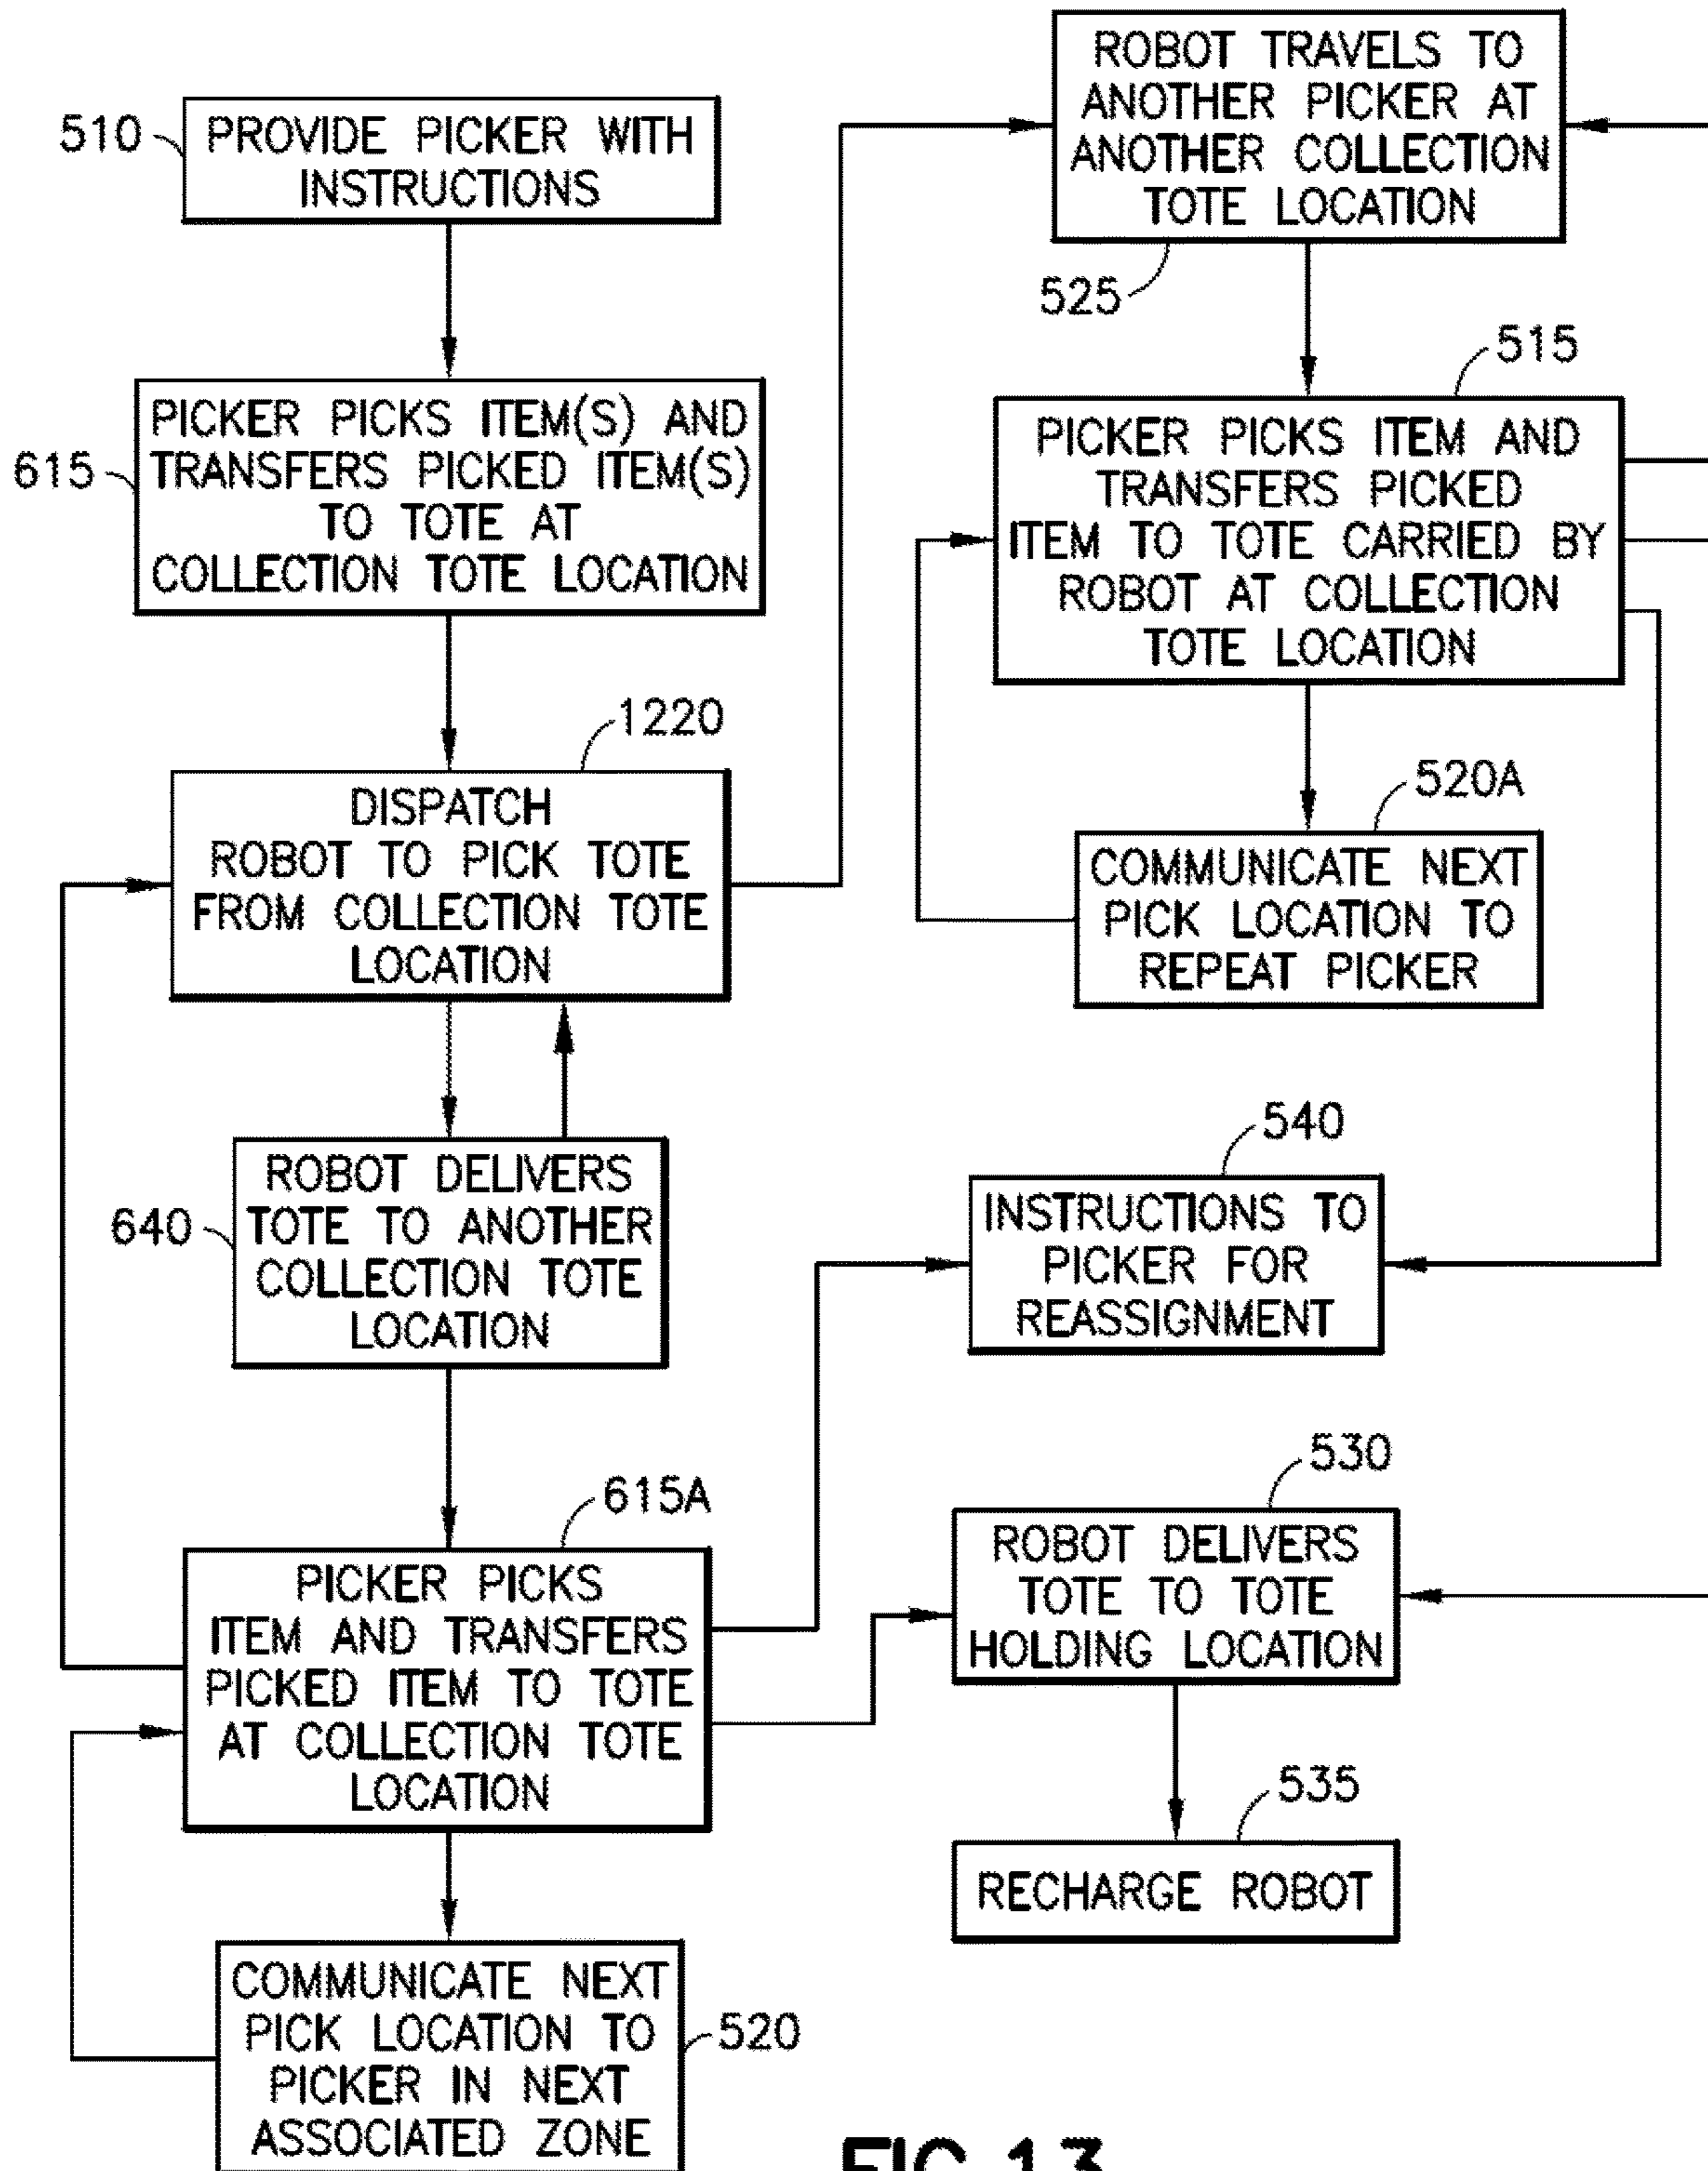 510
PROVIDE PICKER WITH
INSTRUCTIONS
615
PICKER PICKS ITEM(S) AND
TRANSFERS PICKED ITEM(S)
TO TOTE AT
COLLECTION TOTE LOCATION
1220
DISPATCH
ROBOT TO PICK TOTE
FROM COLLECTION TOTE
LOCATION
640
ROBOT DELIVERS
TOTE TO ANOTHER
COLLECTION TOTE
LOCATION
615A
PICKER PICKS
ITEM AND TRANSFERS
PICKED ITEM TO TOTE
AT COLLECTION TOTE
LOCATION
COMMUNICATE NEXT
PICK LOCATION TO
PICKER IN NEXT
ASSOCIATED ZONE
520
ROBOT TRAVELS TO
ANOTHER PICKER AT
ANOTHER COLLECTION
TOTE LOCATION
525
515
PICKER PICKS ITEM AND
TRANSFERS PICKED
ITEM TO TOTE CARRIED BY
ROBOT AT COLLECTION
TOTE LOCATION
520A
COMMUNICATE NEXT
PICK LOCATION TO
REPEAT PICKER
540
INSTRUCTIONS TO
PICKER FOR
REASSIGNMENT
530
ROBOT DELIVERS
TOTE TO TOTE
HOLDING LOCATION
535
RECHARGE ROBOT
FIG.13